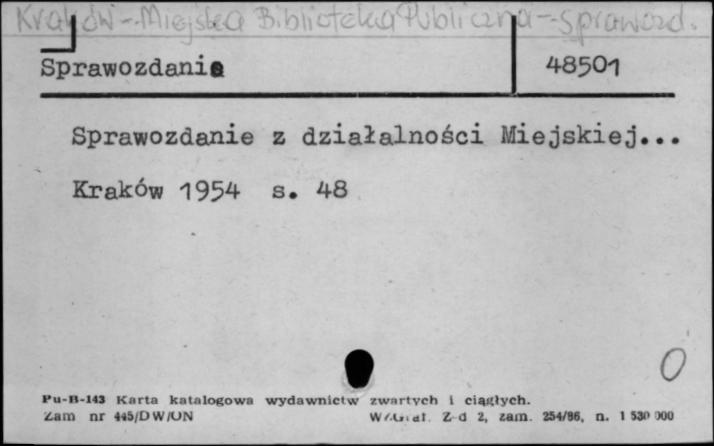 Kraków - Miejska Biblioteka Publiczna - Sprawozd.
Sprawozdanie 48501
Sprawozdanie z działalności Miejskiej...
Kraków 1954 s. 48
0
Pu-B-143 Karta katalogowa wydawnictw zwartych i ciągłych.
Zam nr 445/DW/UN Z-d 2, zam. 254/86, n. 1 530 000